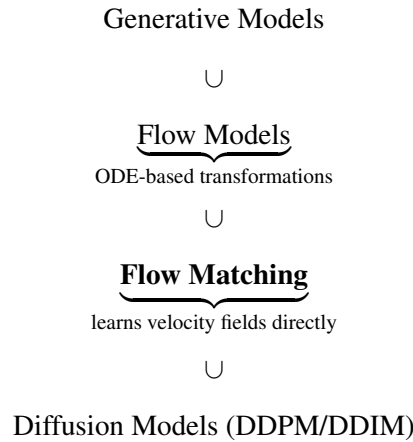 Generative Models
∪
Flow Models
ODE-based transformations
∪
Flow Matching
learns velocity fields directly
∪
Diffusion Models (DDPM/DDIM)